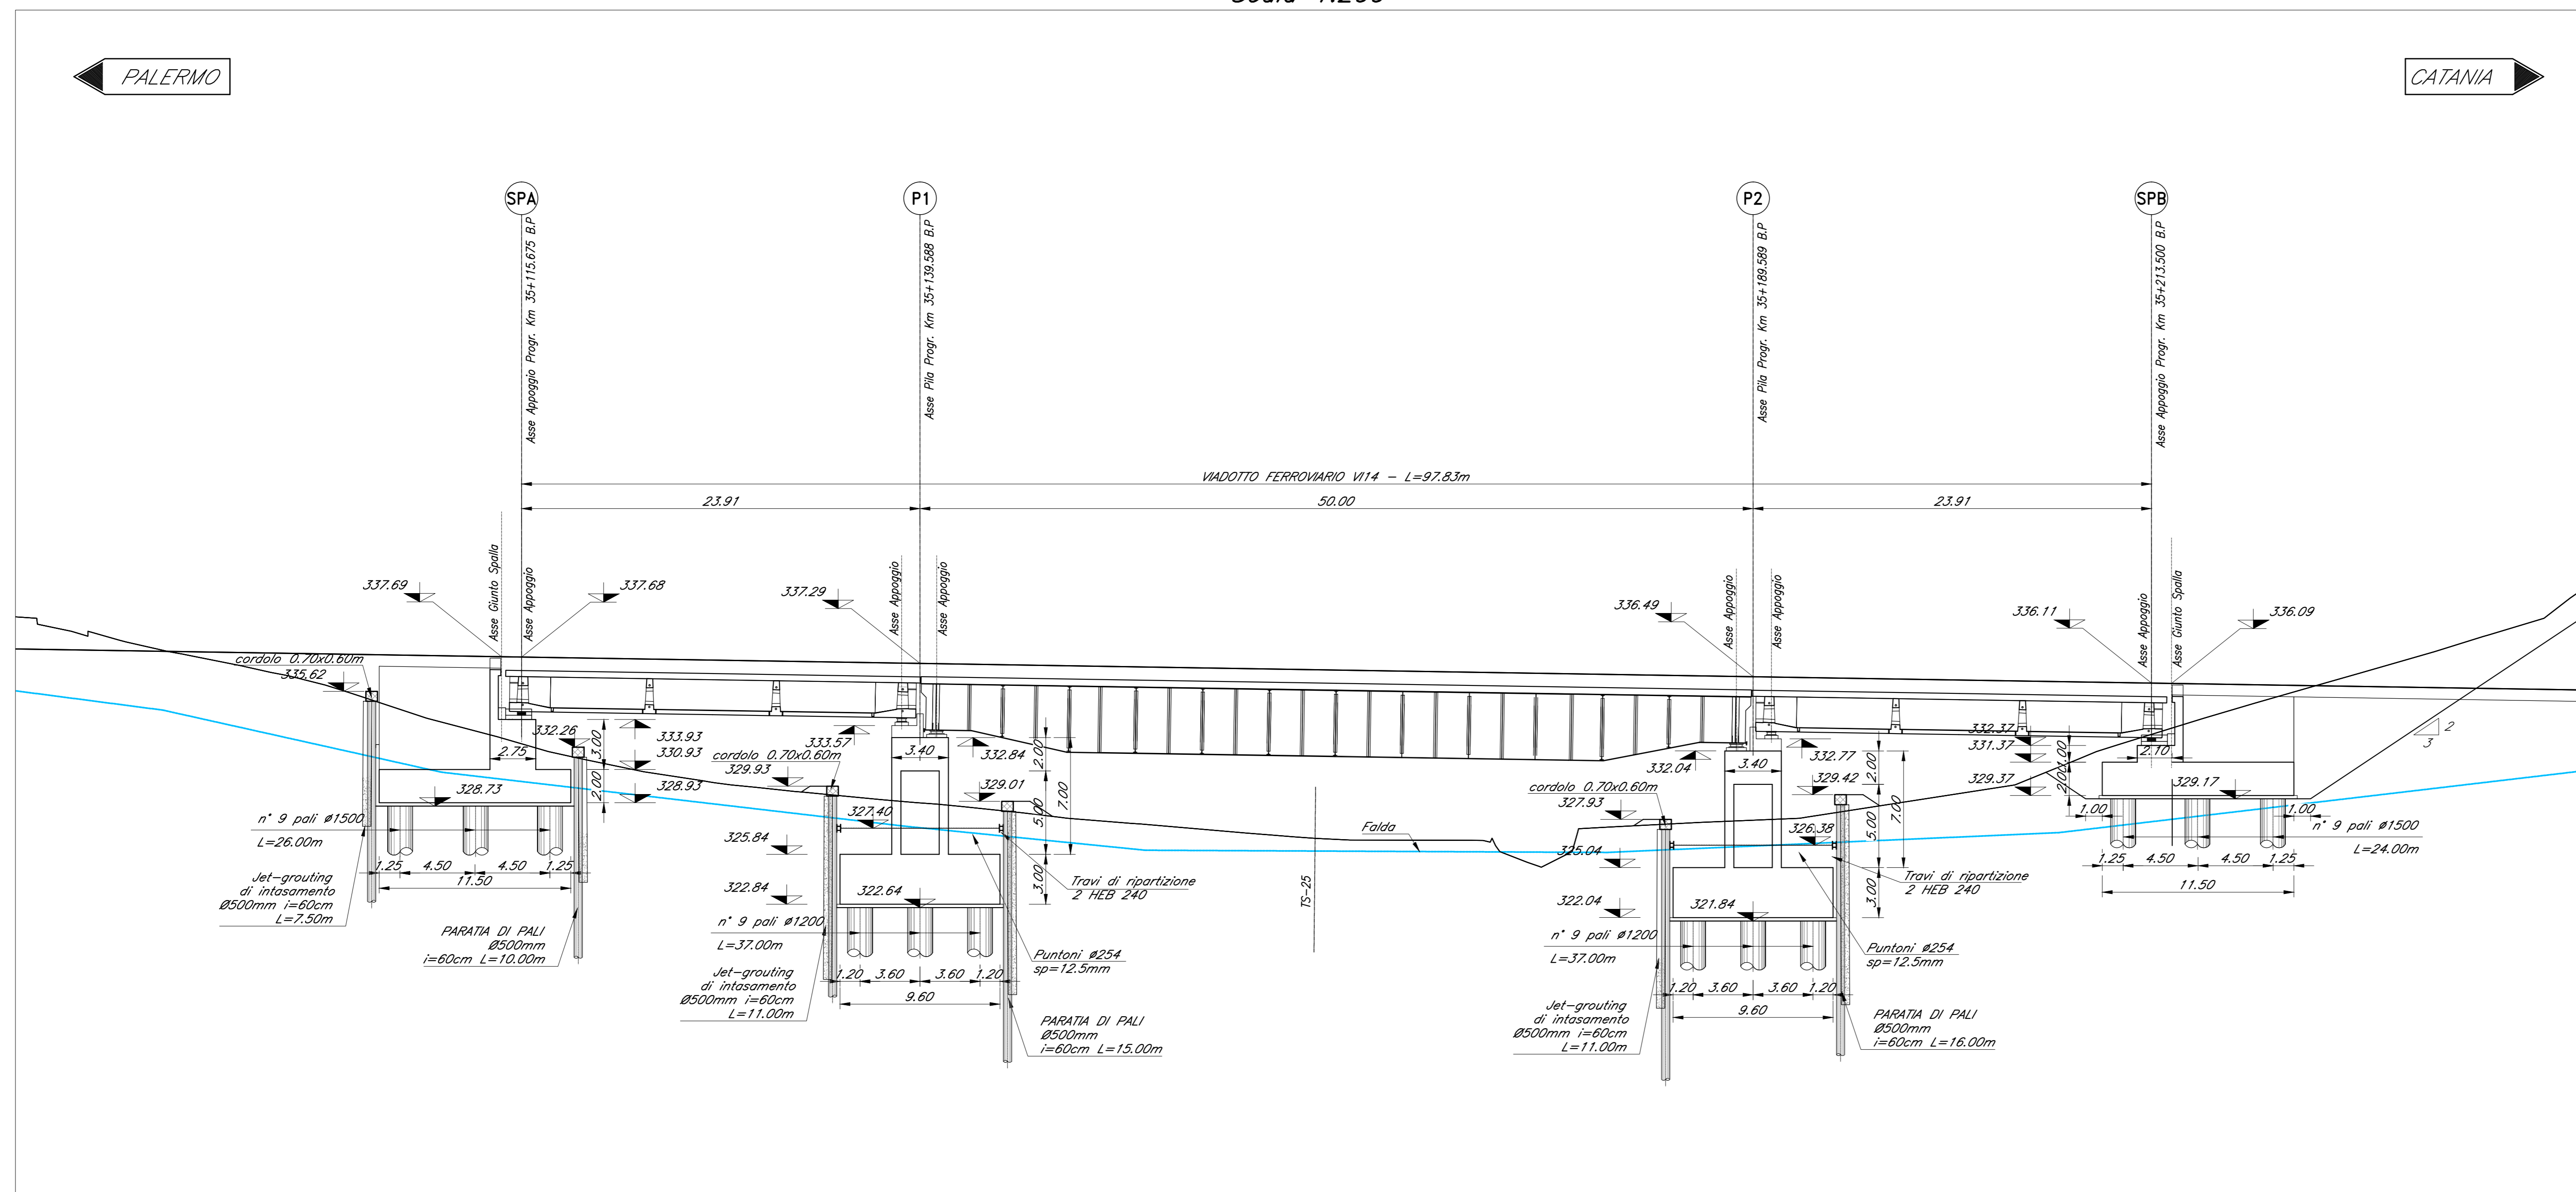 PALERMO
CATANIA
SPA
P1
P2
SPB
Asse Appoggio Progr. Km 35+115.675 B.P
Asse Pila Progr. Km 35+139.588 B.P
Asse Pila Progr. Km 35+189.589 B.P
Asse Appoggio Progr. Km 35+213.500 B.P
VIADOTTO FERROVIARIO VI14 - L=97.83m
23.91
50.00
23.91
Asse Giunto Spalla
Asse Appoggio
Asse Appoggio
Asse Appoggio
Asse Appoggio
Asse Appoggio
Asse Appoggio
Asse Giunto Spalla
337.69
337.68
337.29
336.49
336.11
336.09
cordolo 0.70x0.60m
335.62
332.26
2.75
3.00
2.00
333.93
330.93
328.93
328.73
n° 9 pali ø1500
L=26.00m
1.25
4.50
4.50
1.25
11.50
Jet-grouting
di intasamento
Ø500mm i=60cm
L=7.50m
PARATIA DI PALI
Ø500mm
i=60cm L=10.00m
333.57
cordolo 0.70x0.60m
329.93
3.40
332.84
2.00
329.01
5.00
7.00
327.40
325.84
322.84
322.64
3.00
Travi di ripartizione
2 HEB 240
n° 9 pali ø1200
L=37.00m
Puntoni ø254
sp=12.5mm
Jet-grouting
di intasamento
Ø500mm i=60cm
L=11.00m
1.20
3.60
3.60
1.20
9.60
PARATIA DI PALI
Ø500mm
i=60cm L=15.00m
TS-25
Falda
332.04
3.40
332.77
2.00
cordolo 0.70x0.60m
327.93
329.42
5.00
7.00
326.38
325.04
322.04
321.84
3.00
Travi di ripartizione
2 HEB 240
n° 9 pali ø1200
L=37.00m
Puntoni ø254
sp=12.5mm
Jet-grouting
di intasamento
Ø500mm i=60cm
L=11.00m
1.20
3.60
3.60
1.20
9.60
PARATIA DI PALI
Ø500mm
i=60cm L=16.00m
332.37
331.37
329.37
1.00
2.00
2.10
329.17
1.00
1.00
n° 9 pali ø1500
L=24.00m
1.25
4.50
4.50
1.25
11.50
2
3